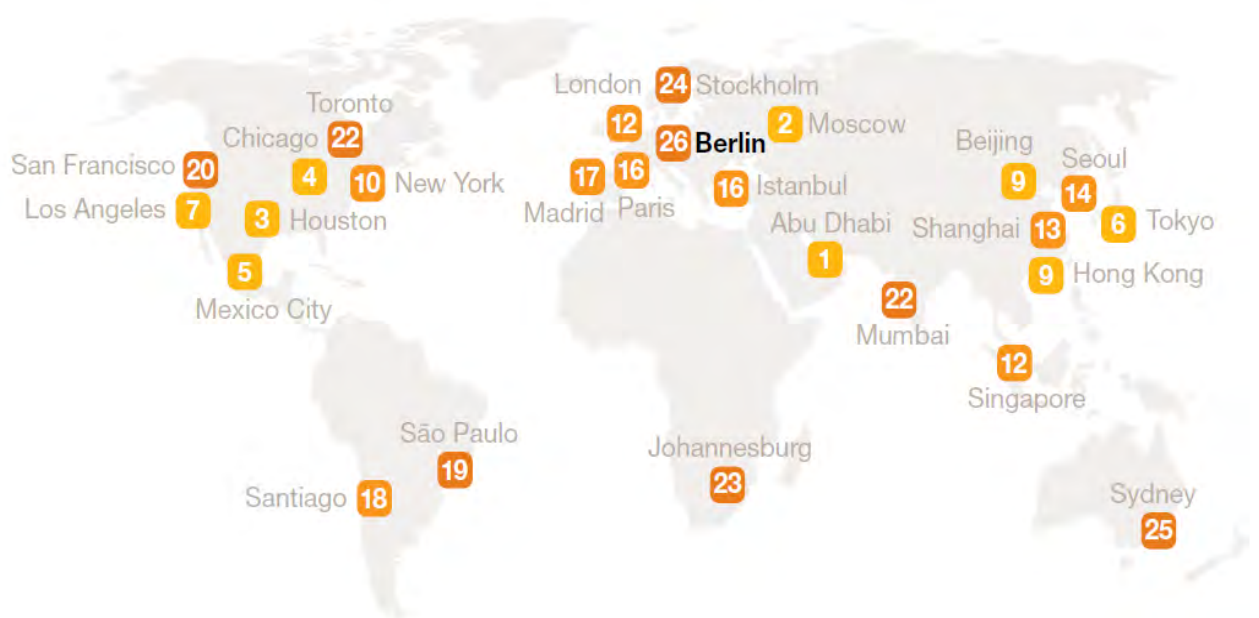 London 24 Stockholm
Toronto
12
2 Moscow
Chicago 22
26 Berlin
Beijing
Seoul
San Francisco 20
4
10 New York
17
16
16 Istanbul
9
14
Los Angeles 7
3 Houston
Madrid Paris
Abu Dhabi
Shanghai 13
6 Tokyo
1
5
9 Hong Kong
Mexico City
22
Mumbai
12
Singapore
São Paulo
19
Johannesburg
23
Santiago 18
Sydney
25